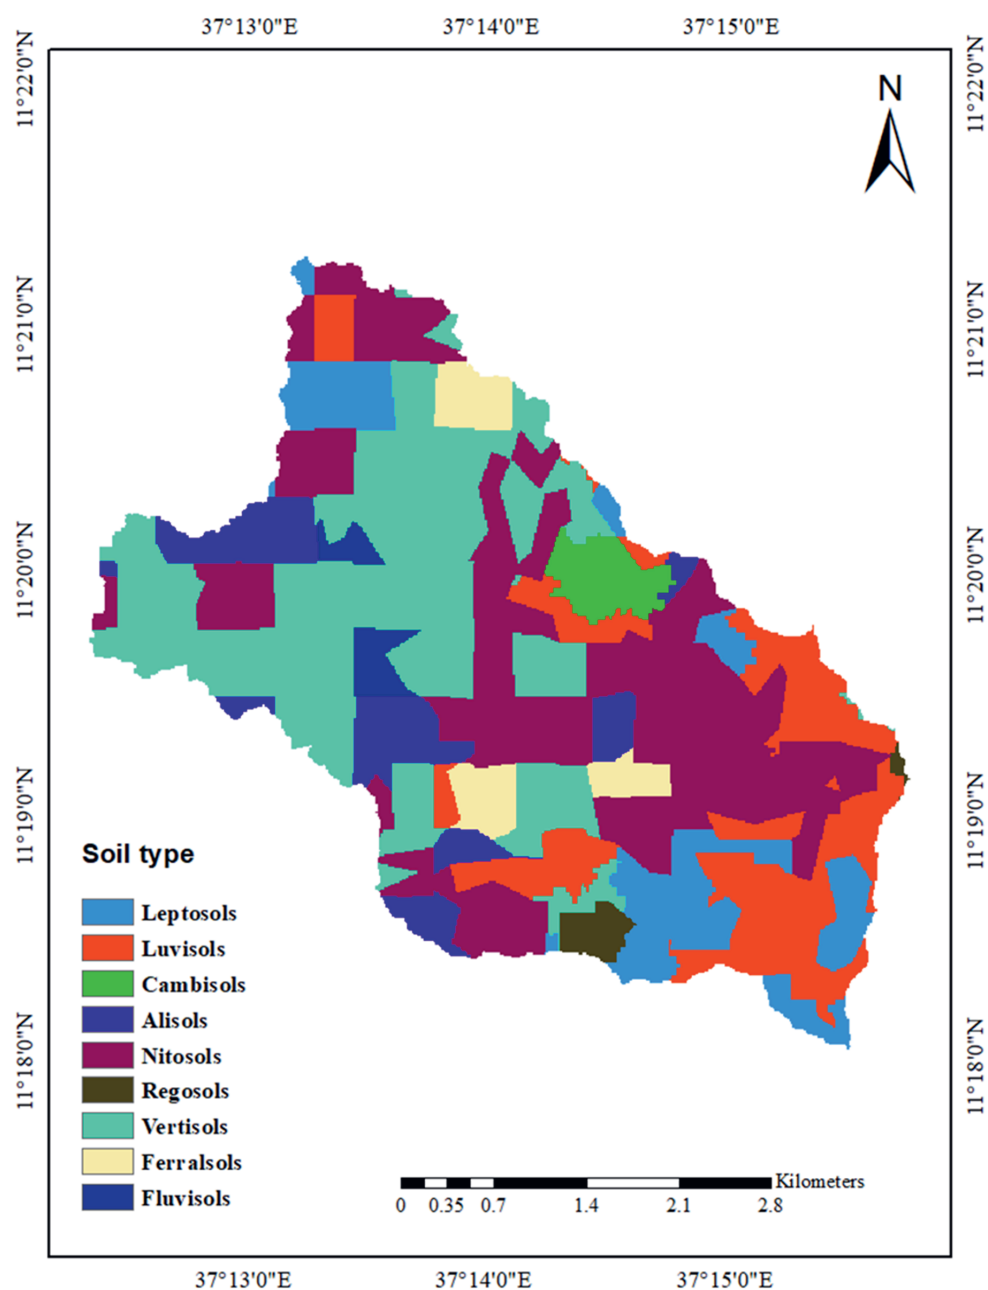 37°13'0"E 37°14'0"E 37°15'0"E
11°22'0"N 11°22'0"N
N
11°21'0"N 11°21'0"N
11°20'0"N 11°20'0"N
11°19'0"N 11°19'0"N
Soil type
Leptosols
Luvisols
Cambisols
Alisols
Nitosols
Regosols
Vertisols
Ferralsols
Fluvisols
11°18'0"N 11°18'0"N
Kilometers
0 0.35 0.7 1.4 2.1 2.8
37°13'0"E 37°14'0"E 37°15'0"E